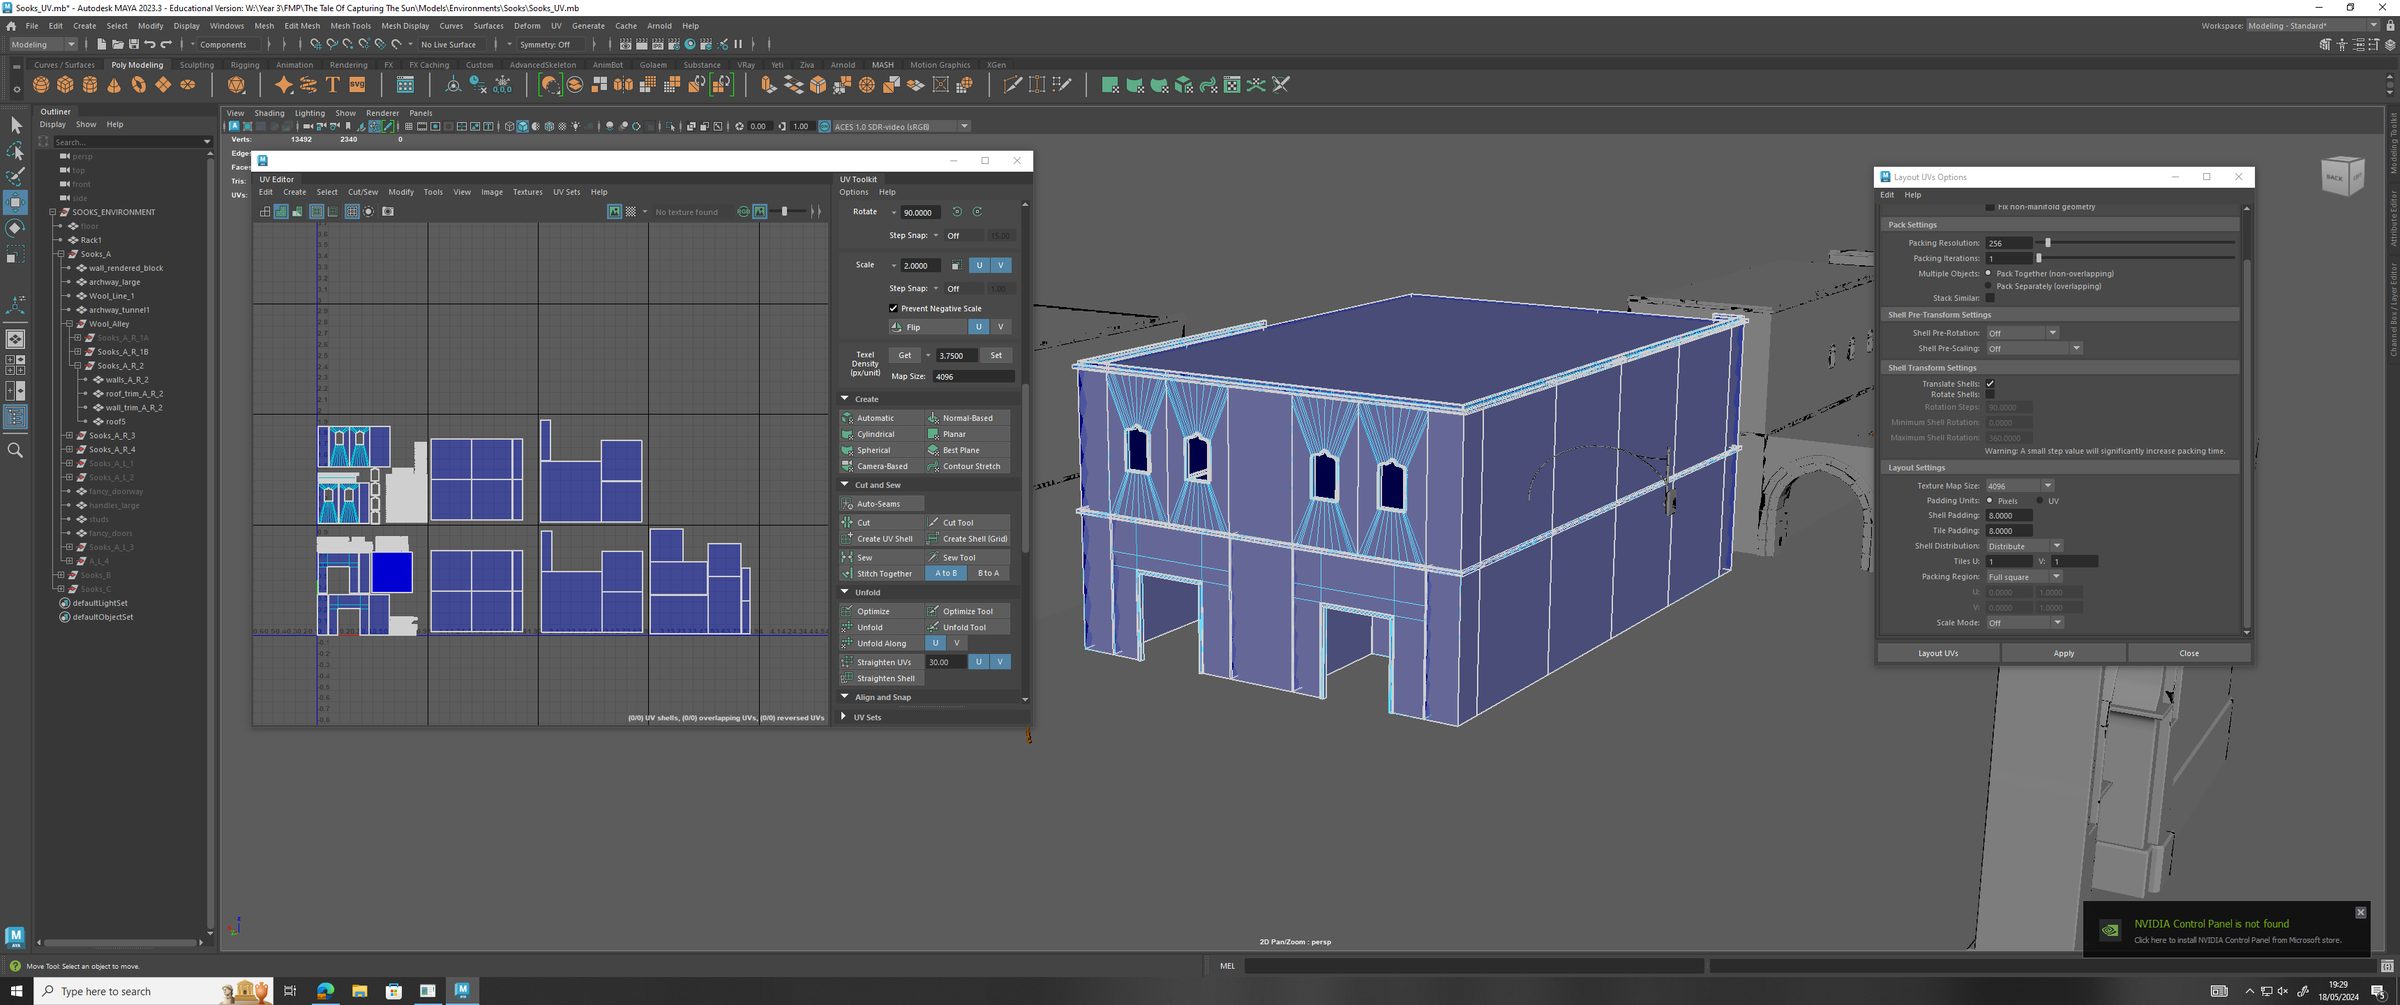 Sooks_UV.mb* - Autodesk MAYA 2023.3 - Educational Version: W:\Year 3\FMP\The Tale Of Capturing The Sun\Models\Environments\Sooks\Sooks_UV.mb
File Edit Create Select Modify Display Windows Mesh Edit Mesh Mesh Tools Mesh Display Curves Surfaces Deform UV Generate Cache Arnold Help
Workspace: Modeling - Standard*
Modeling Components No Live Surface Symmetry: Off
Curves / Surfaces Poly Modeling Sculpting Rigging Animation Rendering FX FX Caching Custom AdvancedSkeleton AnimBot Golaem Substance VRay Yeti Ziva Arnold MASH Motion Graphics XGen
Outliner
Display Show Help
Search...
persp
top
front
side
SOOKS_ENVIRONMENT
floor
Rack1
Sooks_A
wall_rendered_block
archway_large
Wool_Line_1
archway_tunnel1
Wool_Alley
Sooks_A_R_1A
Sooks_A_R_1B
Sooks_A_R_2
walls_A_R_2
roof_trim_A_R_2
wall_trim_A_R_2
roof5
Sooks_A_R_3
Sooks_A_R_4
Sooks_A_L_1
Sooks_A_L_2
fancy_doorway
handles_large
studs
fancy_doors
Sooks_A_L_3
A_L_4
Sooks_B
Sooks_C
defaultLightSet
defaultObjectSet
View Shading Lighting Show Renderer Panels
0.00 1.00 ACES 1.0 SDR-video (sRGB)
Verts: 13492 2340 0
Edge:
Faces
Tris:
UVs:
UV Editor
Edit Create Select Cut/Sew Modify Tools View Image Textures UV Sets Help
No texture found
(0/0) UV shells, (0/0) overlapping UVs, (0/0) reversed UVs
UV Toolkit
Options Help
Rotate 90.0000
Step Snap: Off 15.00
Scale 2.0000 U V
Step Snap: Off 1.00
Prevent Negative Scale
Flip U V
Texel Density (px/unit) Get 3.7500 Set
Map Size: 4096
Create
Automatic Normal-Based
Cylindrical Planar
Spherical Best Plane
Camera-Based Contour Stretch
Cut and Sew
Auto-Seams
Cut Cut Tool
Create UV Shell Create Shell (Grid)
Sew Sew Tool
Stitch Together A to B B to A
Unfold
Optimize Optimize Tool
Unfold Unfold Tool
Unfold Along U V
Straighten UVs 30.00 U V
Straighten Shell
Align and Snap
UV Sets
2D Pan/Zoom : persp
BACK LEFT
Layout UVs Options
Edit Help
Fix non-manifold geometry
Pack Settings
Packing Resolution: 256
Packing Iterations: 1
Multiple Objects: Pack Together (non-overlapping)
Pack Separately (overlapping)
Stack Similar:
Shell Pre-Transform Settings
Shell Pre-Rotation: Off
Shell Pre-Scaling: Off
Shell Transform Settings
Translate Shells:
Rotate Shells:
Rotation Steps: 90.0000
Minimum Shell Rotation: 0.0000
Maximum Shell Rotation: 360.0000
Warning: A small step value will significantly increase packing time.
Layout Settings
Texture Map Size: 4096
Padding Units: Pixels UV
Shell Padding: 8.0000
Tile Padding: 8.0000
Shell Distribution: Distribute
Tiles U: 1 V: 1
Packing Region: Full square
U: 0.0000 1.0000
V: 0.0000 1.0000
Scale Mode: Off
Layout UVs Apply Close
Modeling Toolkit
Attribute Editor
Channel Box / Layer Editor
NVIDIA Control Panel is not found
Click here to install NVIDIA Control Panel from Microsoft store.
Move Tool: Select an object to move.
MEL
Type here to search
19:29
18/05/2024